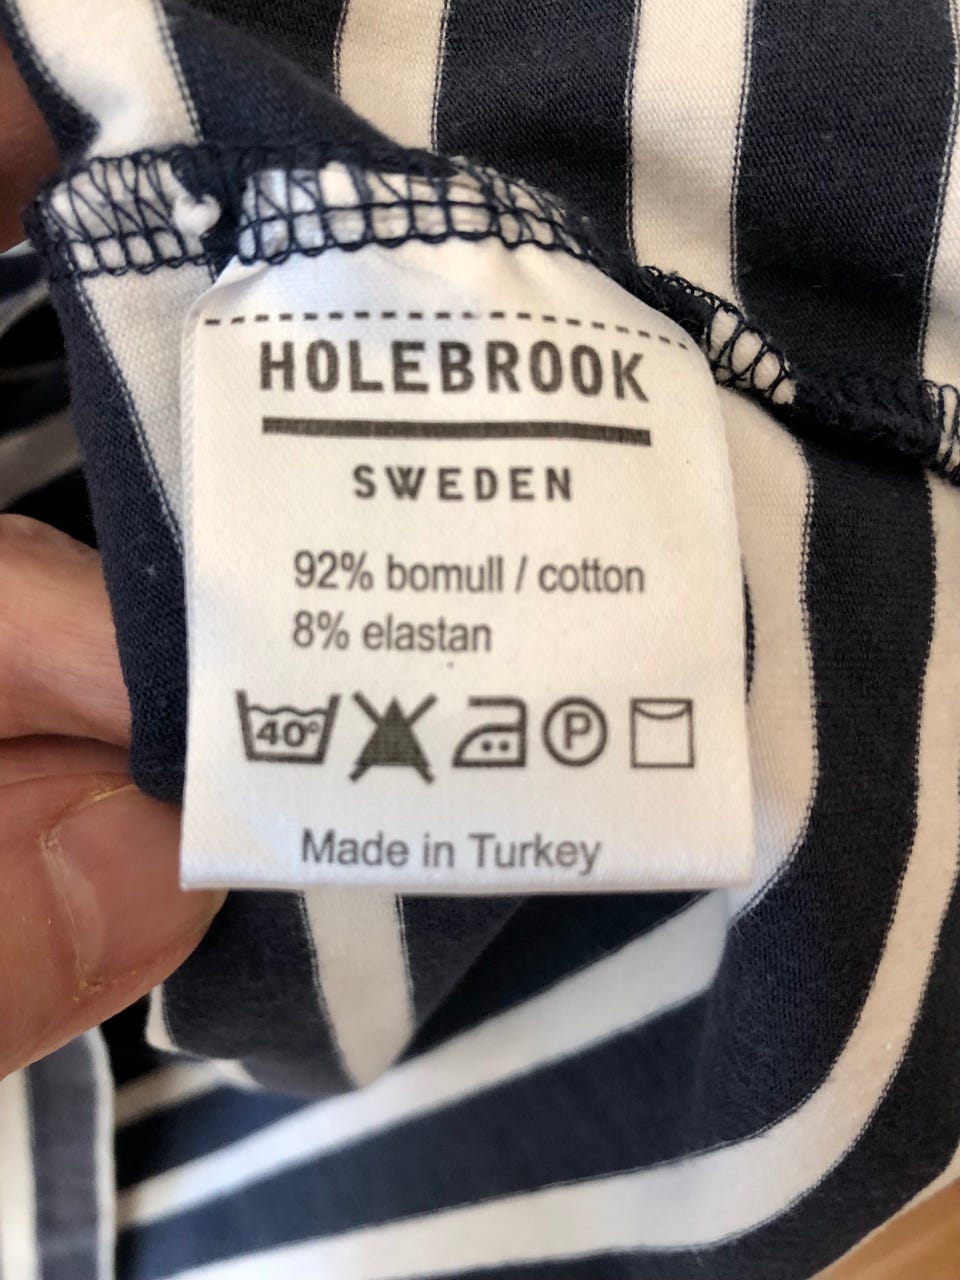 HOLEBROOK
SWEDEN
92% bomull / cotton
8% elastan
40° P
Made in Turkey